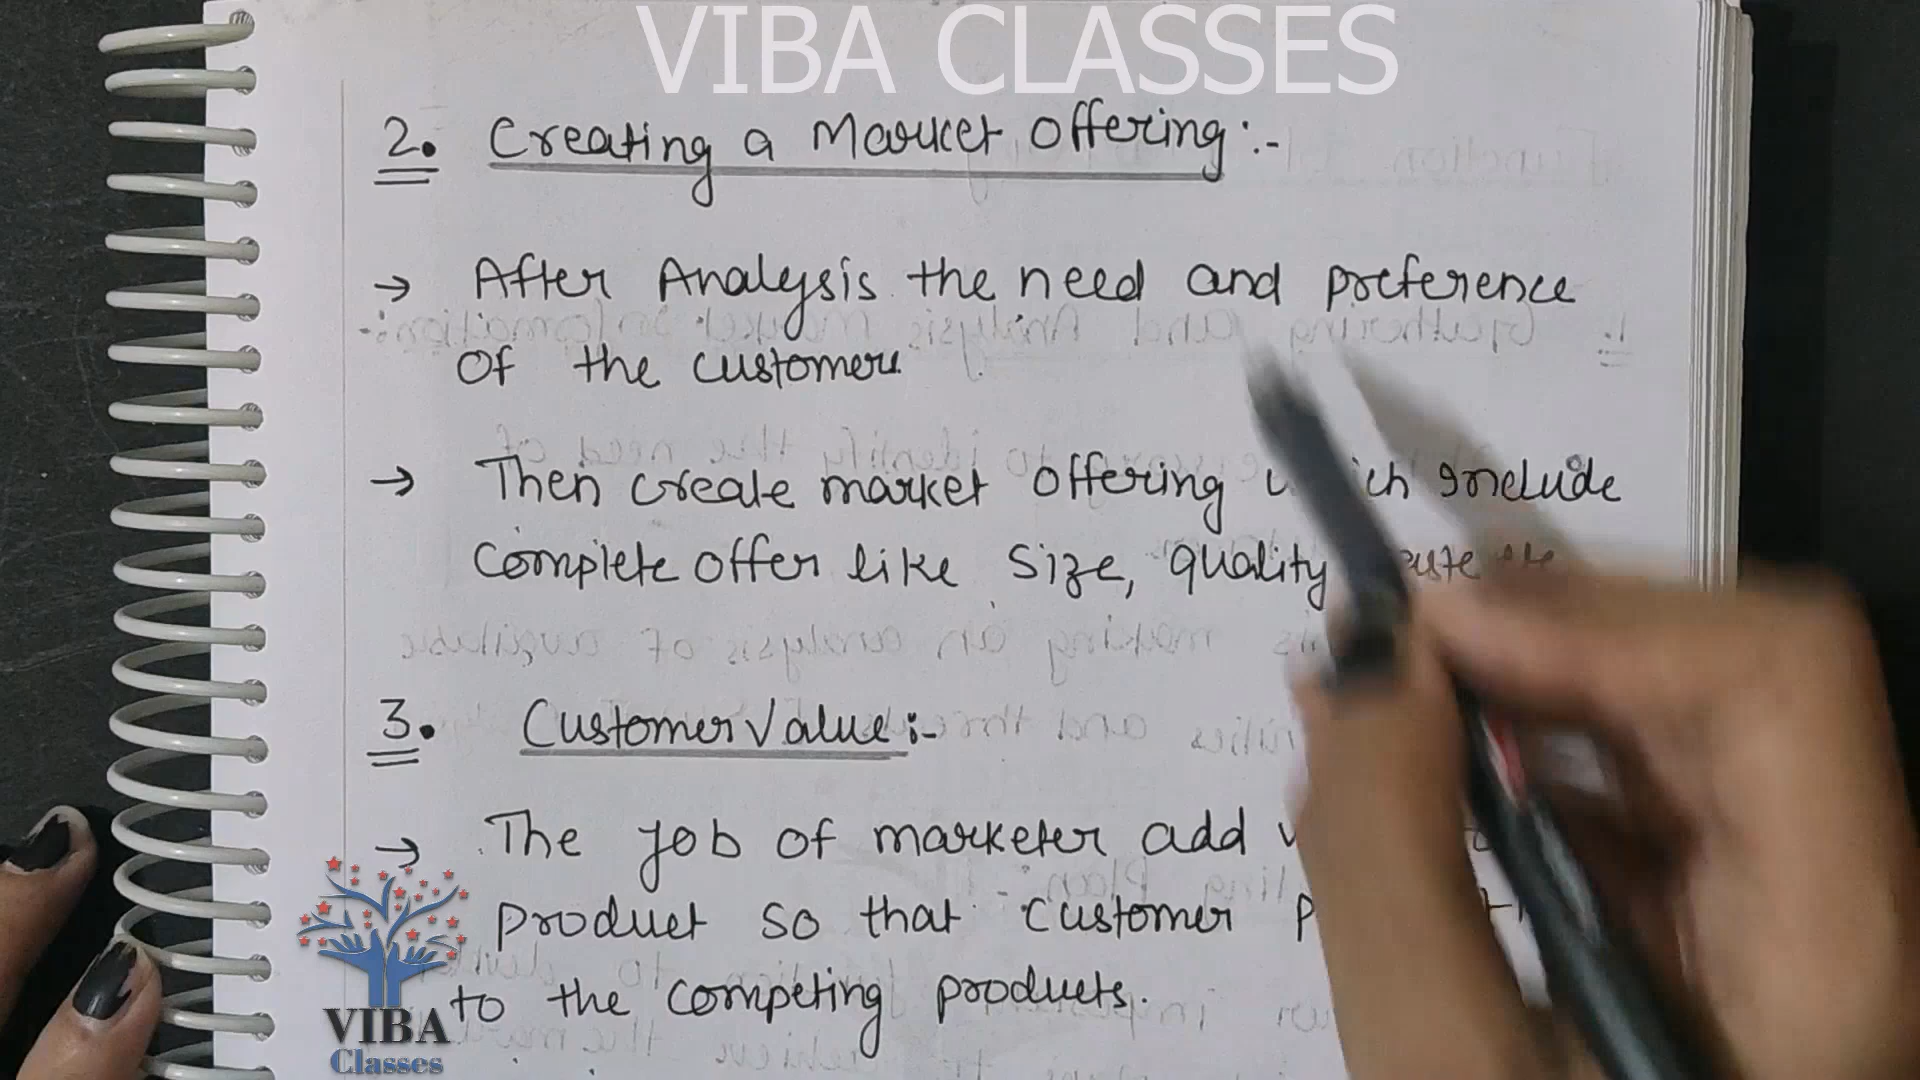 VIBA CLASSES
2. Creating a Market Offering :-
→ After Analysis the need and preference
of the customers
→ Then create market offering which Include
Complete offer like Size, quality
3. Customer Value :-
→ The job of marketer add
product so that customer
to the competing products.
VIBA
Classes